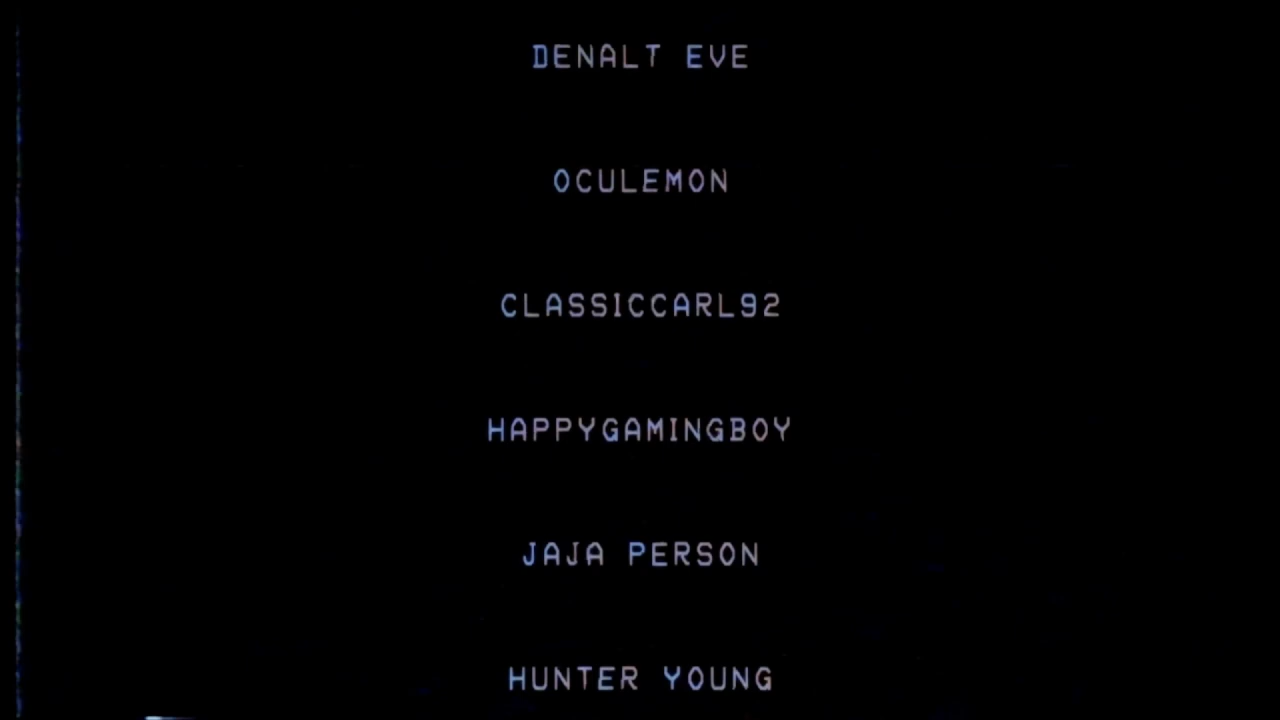 DENALT EVE
OCULEMON
CLASSICCARL92
HAPPYGAMINGBOY
JAJA PERSON
HUNTER YOUNG